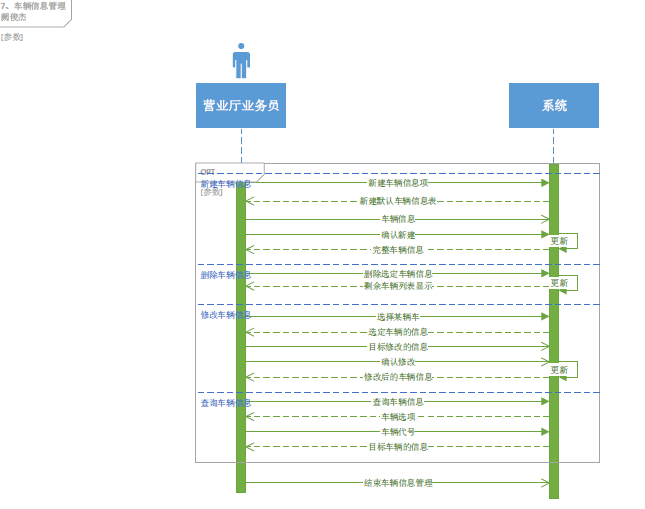 7、车辆信息管理
阙俊杰
[参数]
营业厅业务员
系统
OPT
新建车辆信息
[参数]
新建车辆信息项
新建默认车辆信息表
车辆信息
确认新建
更新
完整车辆信息
删除车辆信息
删除选定车辆信息
更新
剩余车辆列表显示
修改车辆信息
选择某辆车
选定车辆的信息
目标修改的信息
确认修改
更新
修改后的车辆信息
查询车辆信息
查询车辆信息
车辆选项
车辆代号
目标车辆的信息
结束车辆信息管理